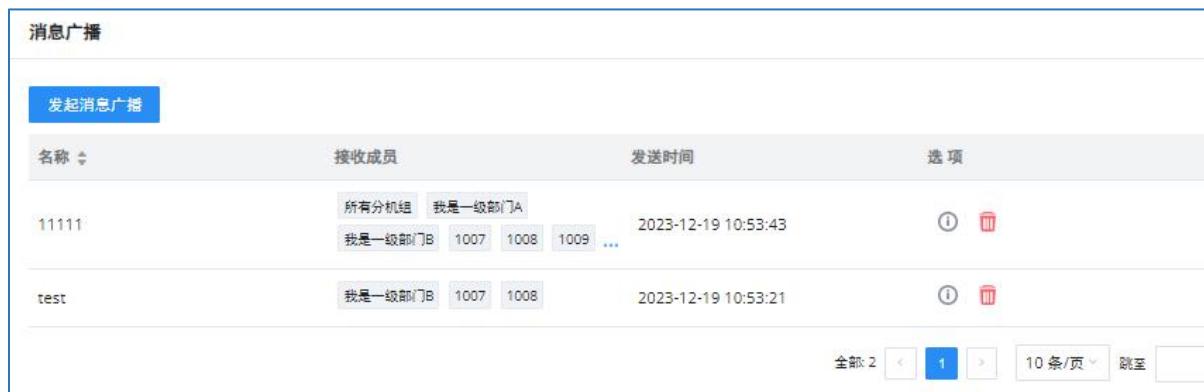 消息广播
发起消息广播
名称 接收成员 发送时间 选项
所有分机组 我是一级部门A
11111 我是一级部门B 1007 1008 1009 ... 2023-12-19 10:53:43
test 我是一级部门B 1007 1008 2023-12-19 10:53:21
全部: 2 < 1 > 10 条/页 跳至